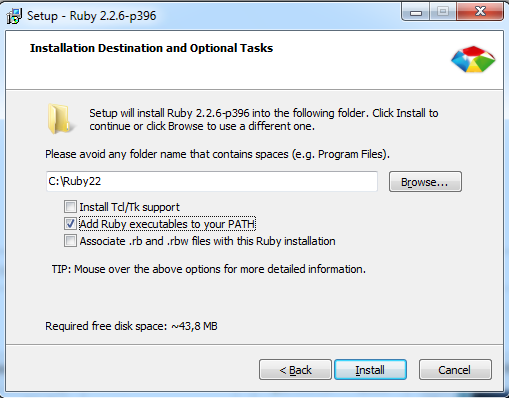 Setup - Ruby 2.2.6-p396
Installation Destination and Optional Tasks
Setup will install Ruby 2.2.6-p396 into the following folder. Click Install to
continue or click Browse to use a different one.
Please avoid any folder name that contains spaces (e.g. Program Files).
C:\Ruby22
Browse...
Install Tcl/Tk support
Add Ruby executables to your PATH
Associate .rb and .rbw files with this Ruby installation
TIP: Mouse over the above options for more detailed information.
Required free disk space: ~43,8 MB
< Back
Install
Cancel